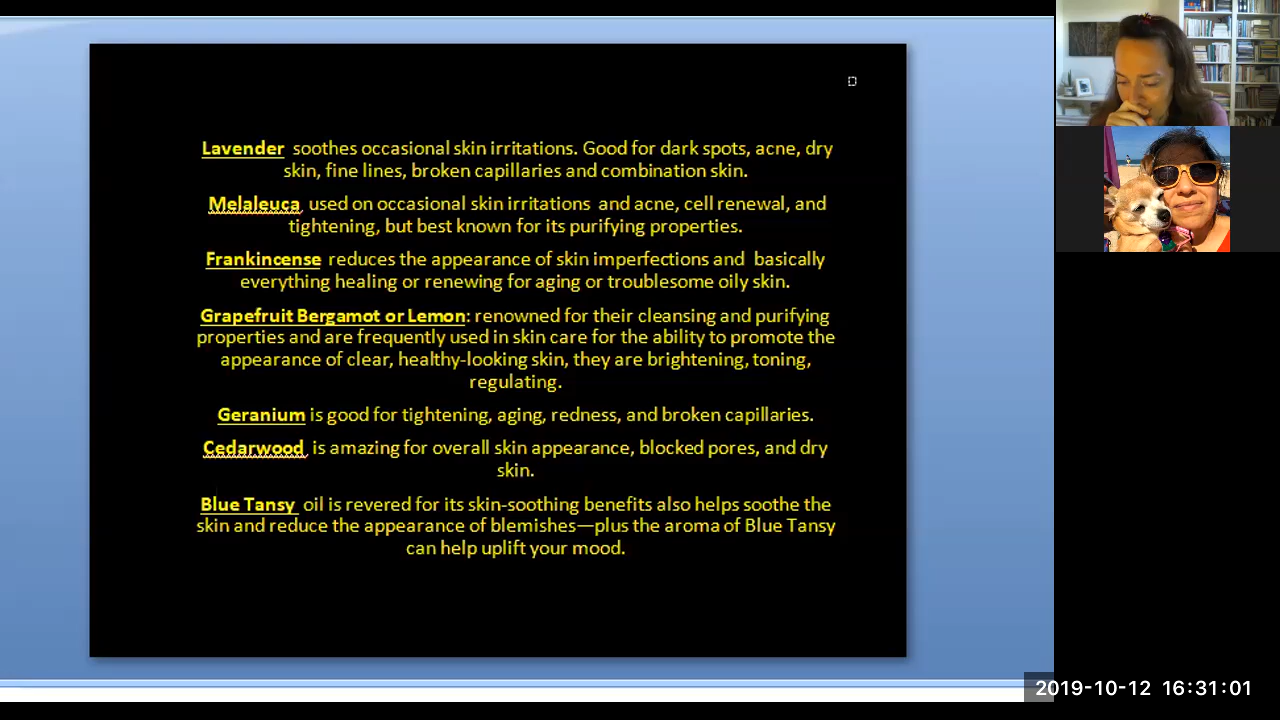 Lavender soothes occasional skin irritations. Good for dark spots, acne, dry
skin, fine lines, broken capillaries and combination skin.
Melaleuca, used on occasional skin irritations and acne, cell renewal, and
tightening, but best known for its purifying properties.
Frankincense reduces the appearance of skin imperfections and basically
everything healing or renewing for aging or troublesome oily skin.
Grapefruit Bergamot or Lemon: renowned for their cleansing and purifying
properties and are frequently used in skin care for the ability to promote the
appearance of clear, healthy-looking skin, they are brightening, toning,
regulating.
Geranium is good for tightening, aging, redness, and broken capillaries.
Cedarwood, is amazing for overall skin appearance, blocked pores, and dry
skin.
Blue Tansy oil is revered for its skin-soothing benefits also helps soothe the
skin and reduce the appearance of blemishes—plus the aroma of Blue Tansy
can help uplift your mood.
2019-10-12 16:31:01